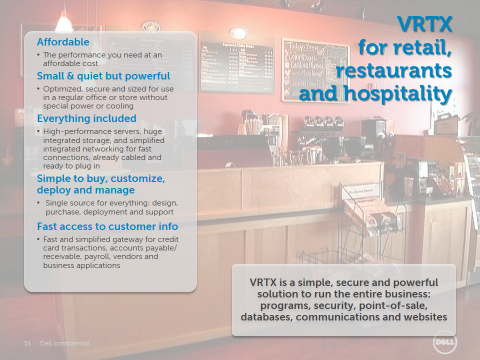 VRTX
for retail,
restaurants
and hospitality
Affordable
• The performance you need at an
affordable cost
Small & quiet but powerful
• Optimized, secure and sized for use
in a regular office or store without
special power or cooling
Everything included
• High-performance servers, huge
integrated storage, and simplified
integrated networking for fast
connections, already cabled and
ready to plug in
Simple to buy, customize,
deploy and manage
• Single source for everything: design,
purchase, deployment and support
Fast access to customer info
• Fast and simplified gateway for credit
card transactions, accounts payable/
receivable, payroll, vendors and
business applications
VRTX is a simple, secure and powerful
solution to run the entire business:
programs, security, point-of-sale,
databases, communications and websites
Dell confidential
DELL